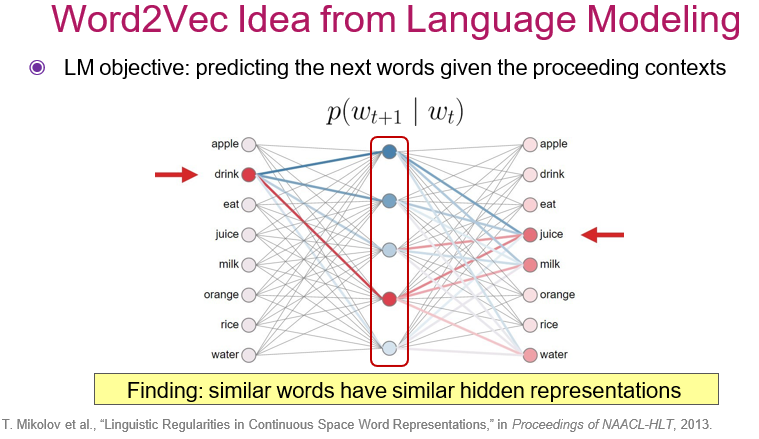 Word2Vec Idea from Language Modeling
LM objective: predicting the next words given the proceeding contexts
p(w_{t+1} | w_t)
apple apple
drink drink
eat eat
juice juice
milk milk
orange orange
rice rice
water water
Finding: similar words have similar hidden representations
T. Mikolov et al., “Linguistic Regularities in Continuous Space Word Representations,” in Proceedings of NAACL-HLT, 2013.